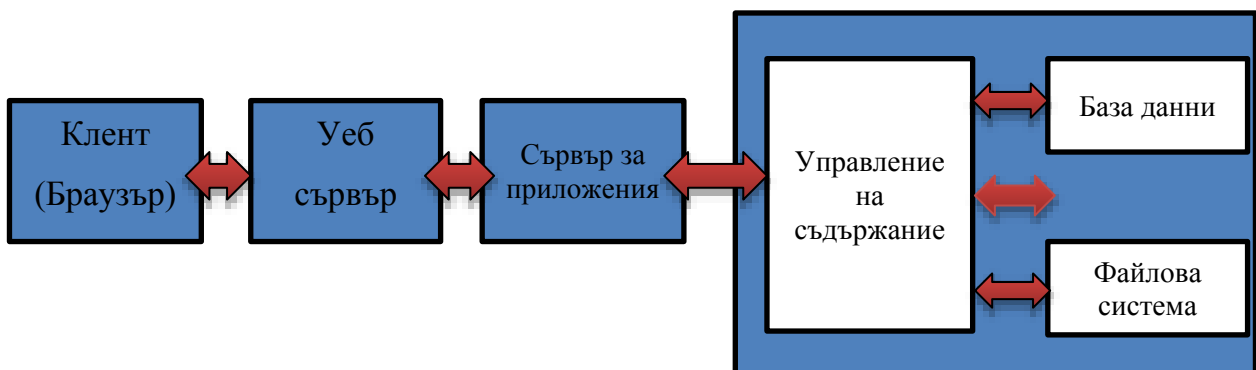 Клент
(Браузър)
Уеб
сървър
Сървър за
приложения
Управление
на
съдържание
База данни
Файлова
система